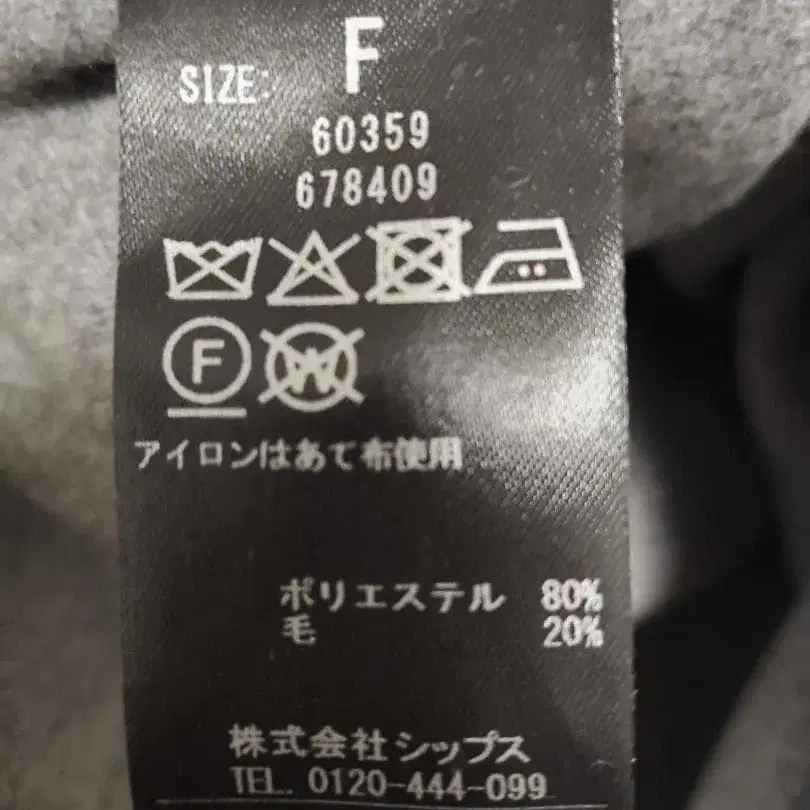 SIZE: F
60359
678409
F W
アイロンはあて布使用
ポリエステル 80%
毛 20%
株式会社シップス
TEL. 0120-444-099